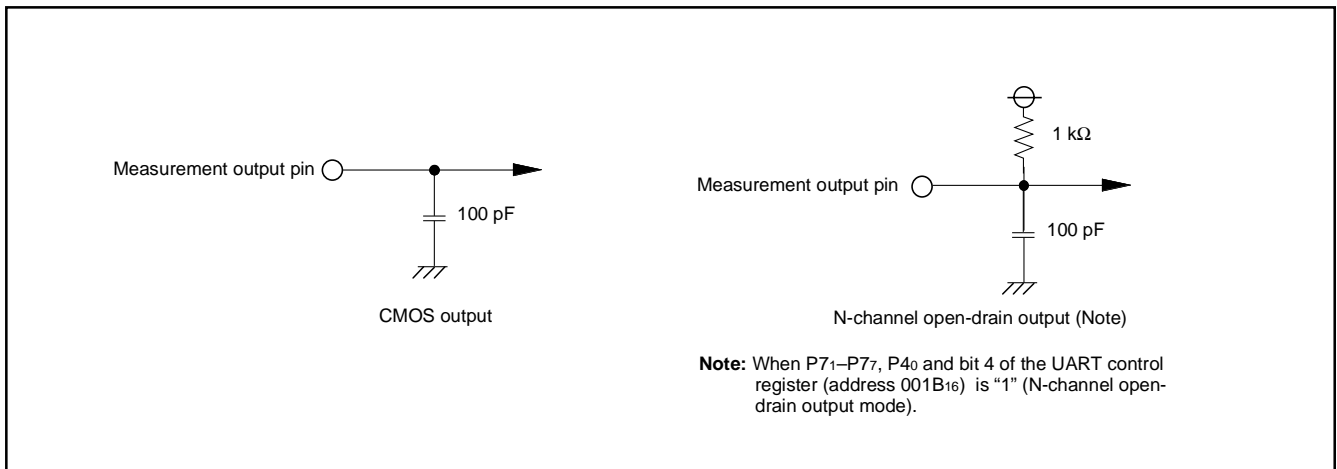 Measurement output pin
100 pF
CMOS output
1 kΩ
Measurement output pin
100 pF
N-channel open-drain output (Note)
Note: When P71–P77, P40 and bit 4 of the UART control
register (address 001B16) is “1” (N-channel open-
drain output mode).